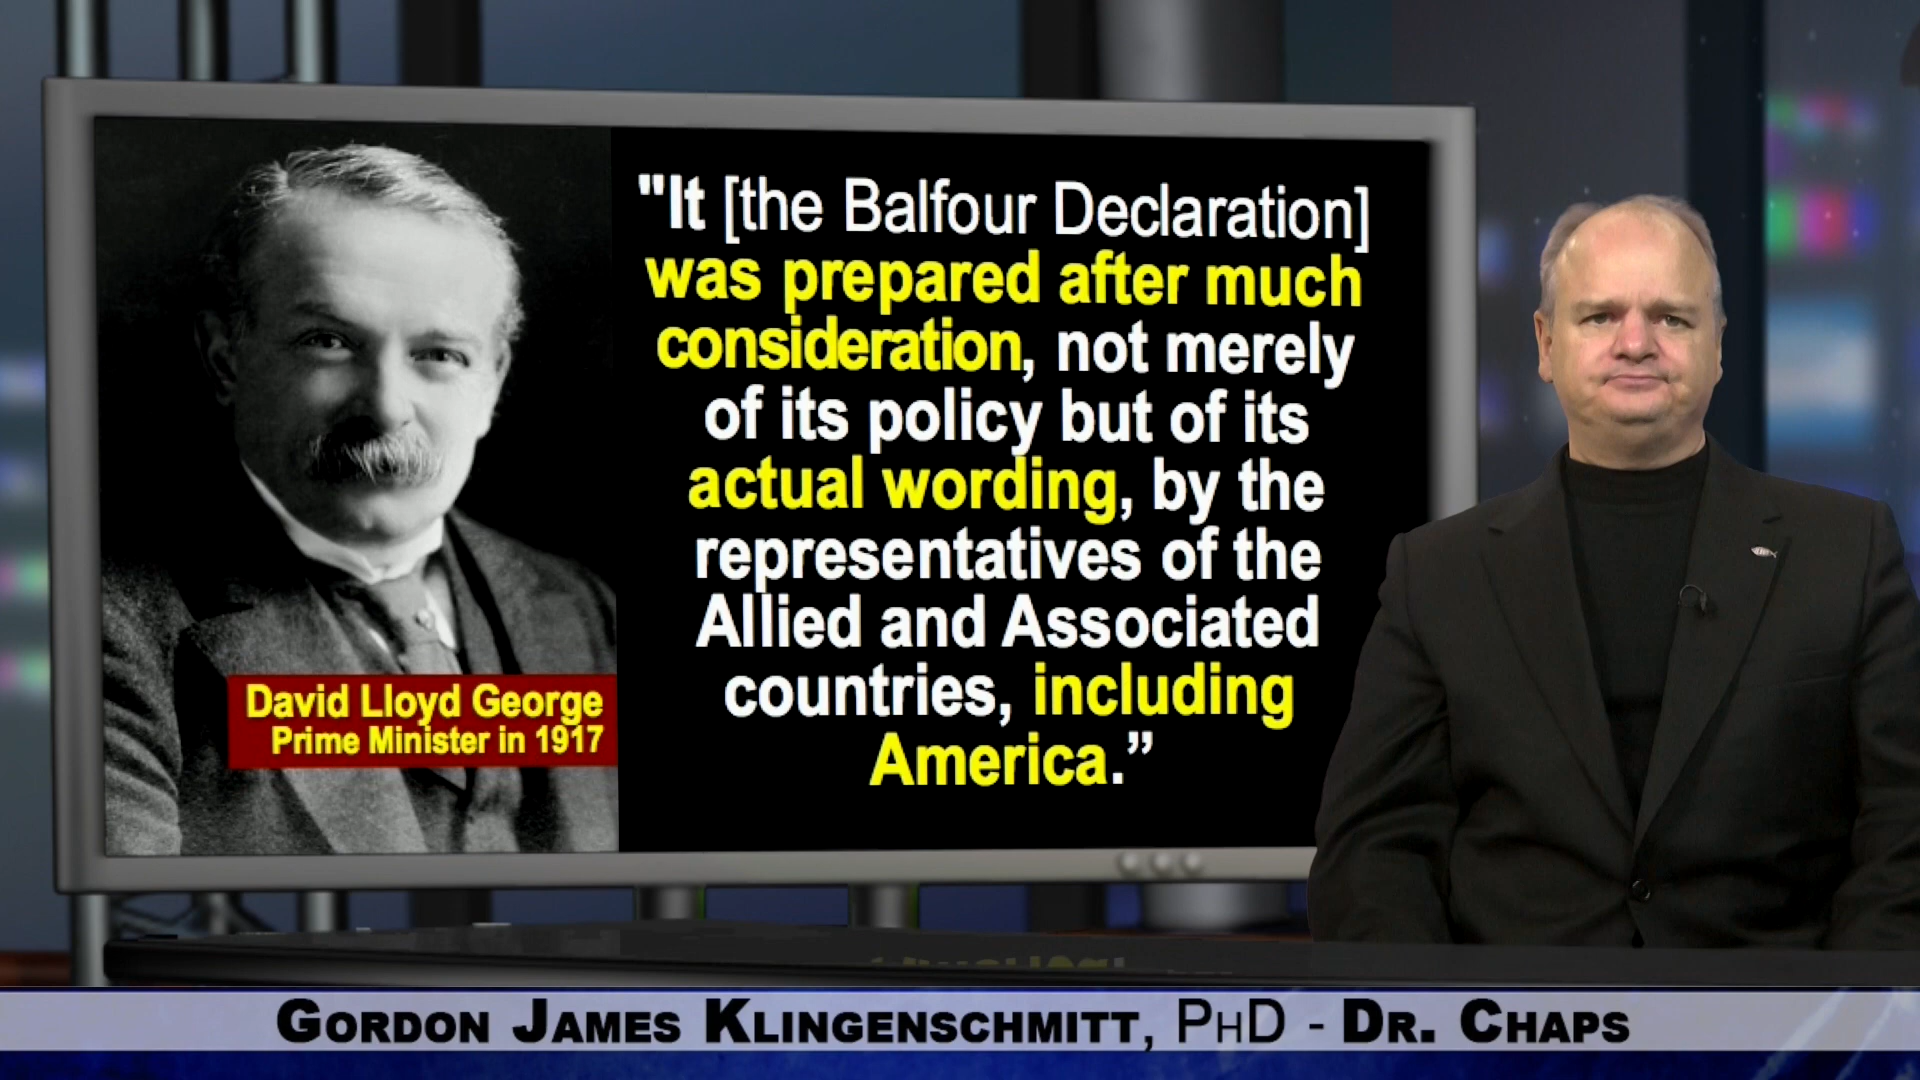 "It [the Balfour Declaration]
was prepared after much
consideration, not merely
of its policy but of its
actual wording, by the
representatives of the
Allied and Associated
countries, including
America.”
David Lloyd George
Prime Minister in 1917
GORDON JAMES KLINGENSCHMITT, PHD - DR. CHAPS